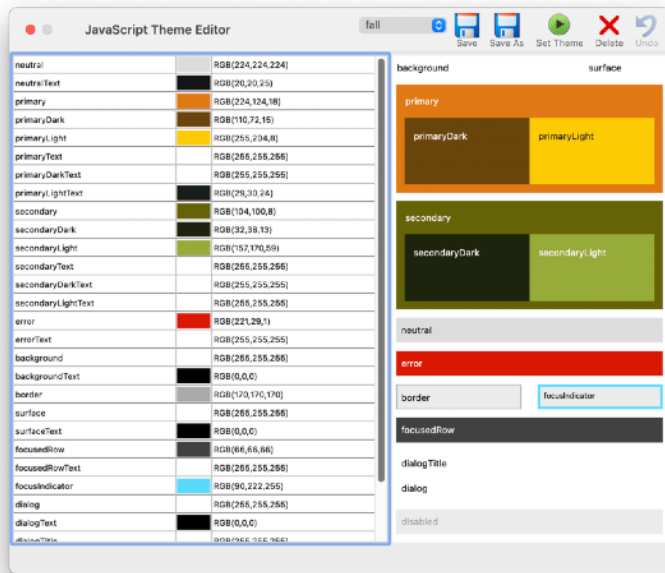 JavaScript Theme Editor
fall
Save
Save As
Set Theme
Delete
Undo
neutral RGB(224,224,224)
neutralText RGB(20,20,25)
primary RGB(224,124,18)
primaryDark RGB(110,72,15)
primaryLight RGB(255,204,8)
primaryText RGB(255,255,255)
primaryDarkText RGB(255,255,255)
primaryLightText RGB(29,30,24)
secondary RGB(104,100,8)
secondaryDark RGB(32,38,13)
secondaryLight RGB(157,170,59)
secondaryText RGB(255,255,255)
secondaryDarkText RGB(255,255,255)
secondaryLightText RGB(255,255,255)
error RGB(221,29,1)
errorText RGB(255,255,255)
background RGB(255,255,255)
backgroundText RGB(0,0,0)
border RGB(170,170,170)
surface RGB(255,255,255)
surfaceText RGB(0,0,0)
focusedRow RGB(66,66,66)
focusedRowText RGB(255,255,255)
focusIndicator RGB(90,222,255)
dialog RGB(255,255,255)
dialogText RGB(0,0,0)
dialogTitle RGB(255,255,255)
background
surface
primary
primaryDark
primaryLight
secondary
secondaryDark
secondaryLight
neutral
error
border
focusIndicator
focusedRow
dialogTitle
dialog
disabled